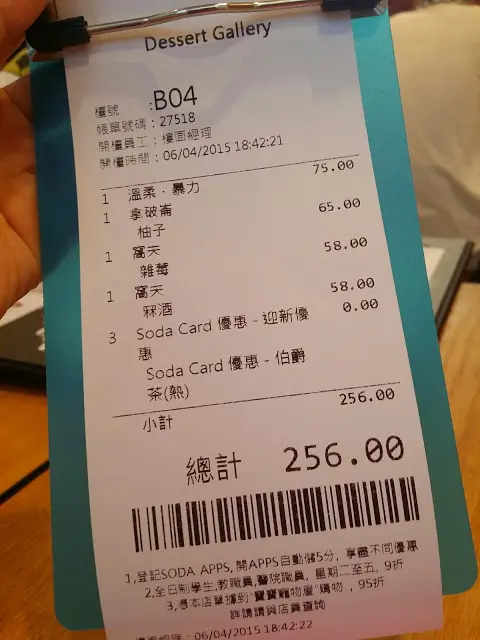 Dessert Gallery
檯號 :B04
帳單號碼：27518
開檯員工；樓面經理
開檯時間：06/04/2015 18:42:21
1 溫柔．暴力 75.00
1 拿破崙 65.00
柚子
1 窩夫 58.00
雜莓
1 窩夫 58.00
冧酒
3 Soda Card 優惠 - 迎新優 0.00
惠
Soda Card 優惠 - 伯爵
茶(熱)
小計 256.00
總計 256.00
1,登記SODA APPS, 開APPS自動儲5分, 享盡不同優惠
2,全日制學生,教職員,醫院職員, 星期二至五, 9折
3,憑本店單據到"寶寶寵物屋"購物 , 95折
詳請請與店員查詢
06/04/2015 18:42:22